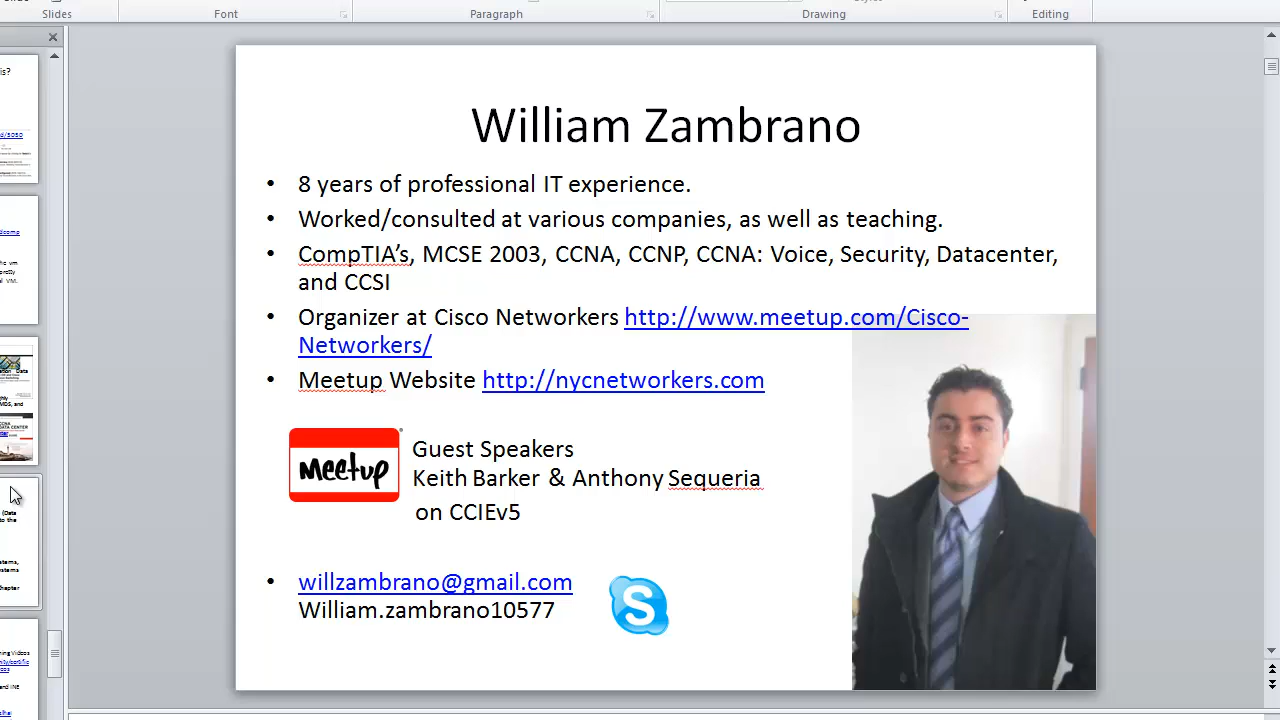 Slides
Font
Paragraph
Drawing
Editing
is?
William Zambrano
• 8 years of professional IT experience.
• Worked/consulted at various companies, as well as teaching.
• CompTIA’s, MCSE 2003, CCNA, CCNP, CCNA: Voice, Security, Datacenter,
and CCSI
• Organizer at Cisco Networkers http://www.meetup.com/Cisco-
Networkers/
• Meetup Website http://nycnetworkers.com
Meetup
Guest Speakers
Keith Barker & Anthony Sequeria
on CCIEv5
• willzambrano@gmail.com
William.zambrano10577
S